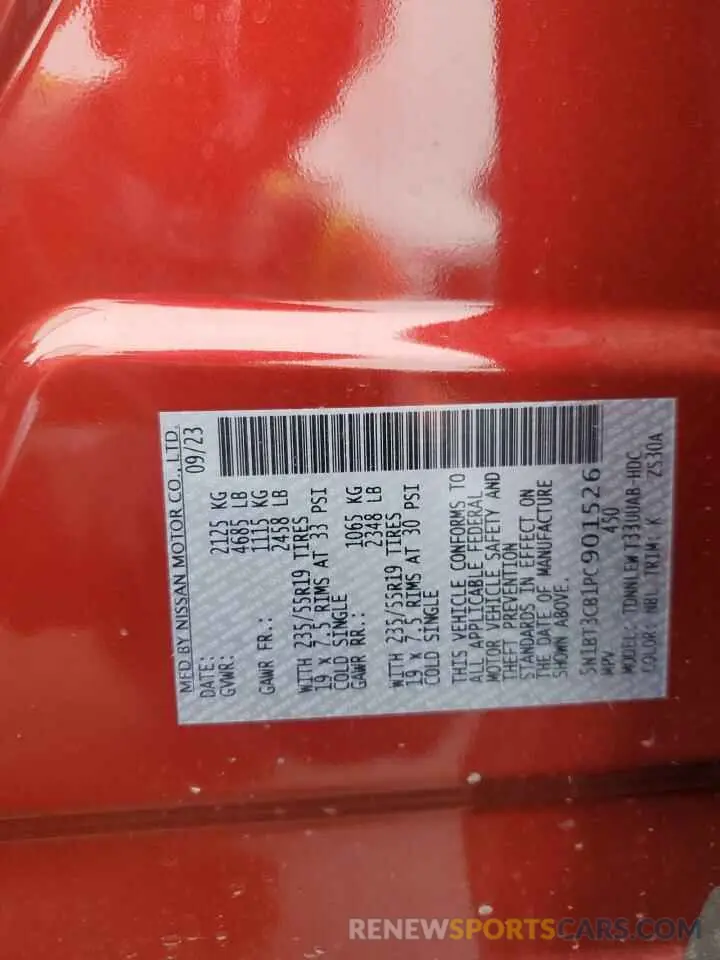 MFD BY NISSAN MOTOR CO., LTD.
DATE: 09/23
GVWR: 2125 KG
4685 LB
GAWR FR.: 1115 KG
2458 LB
WITH 235/55R19 TIRES
19 x 7.5 RIMS AT 33 PSI
COLD SINGLE
GAWR RR.: 1065 KG
2348 LB
WITH 235/55R19 TIRES
19 x 7.5 RIMS AT 30 PSI
COLD SINGLE
THIS VEHICLE CONFORMS TO
ALL APPLICABLE FEDERAL
MOTOR VEHICLE SAFETY AND
THEFT PREVENTION
STANDARDS IN EFFECT ON
THE DATE OF MANUFACTURE
SHOWN ABOVE.
5N1BT3CB1PC901526
MPV 450
MODEL: TDNNLEW T33UUAB-HDC
COLOR: NBL TRIM: K ZS30A
RENEWSPORTSCARS.COM